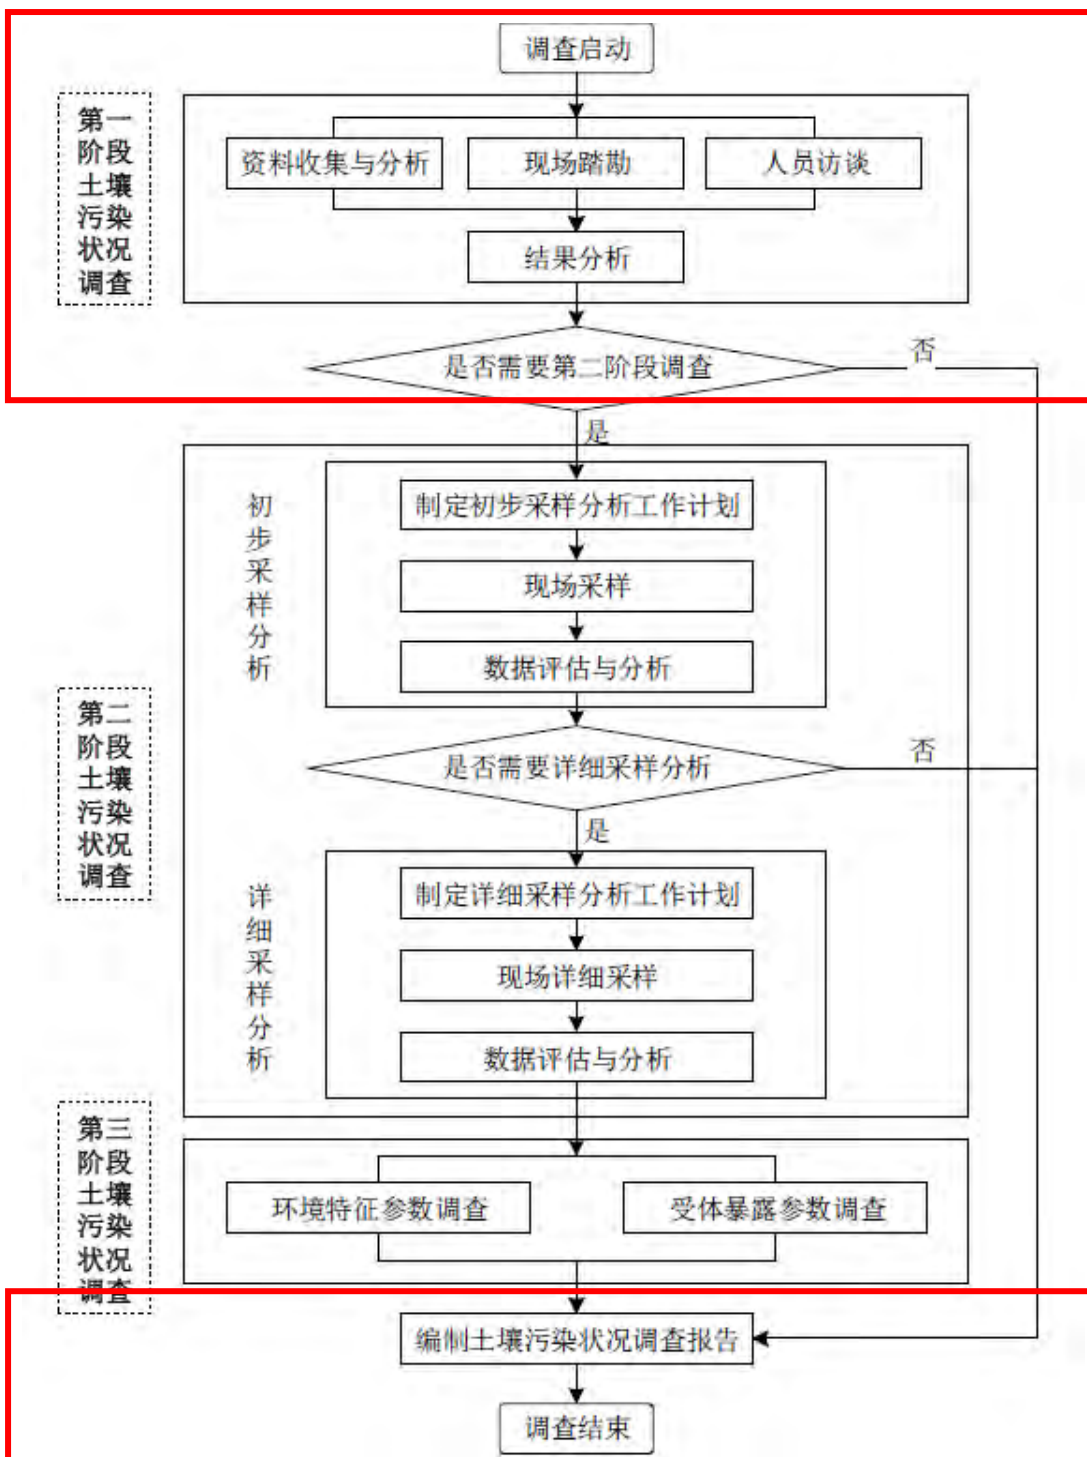 调查启动
第一
阶段
土壤
污染
状况
调查
资料收集与分析
现场踏勘
人员访谈
结果分析
是否需要第二阶段调查
否
是
初
步
采
样
分
析
制定初步采样分析工作计划
现场采样
数据评估与分析
第二
阶段
土壤
污染
状况
调查
是否需要详细采样分析
否
是
详
细
采
样
分
析
制定详细采样分析工作计划
现场详细采样
数据评估与分析
第三
阶段
土壤
污染
状况
调查
环境特征参数调查
受体暴露参数调查
编制土壤污染状况调查报告
调查结束